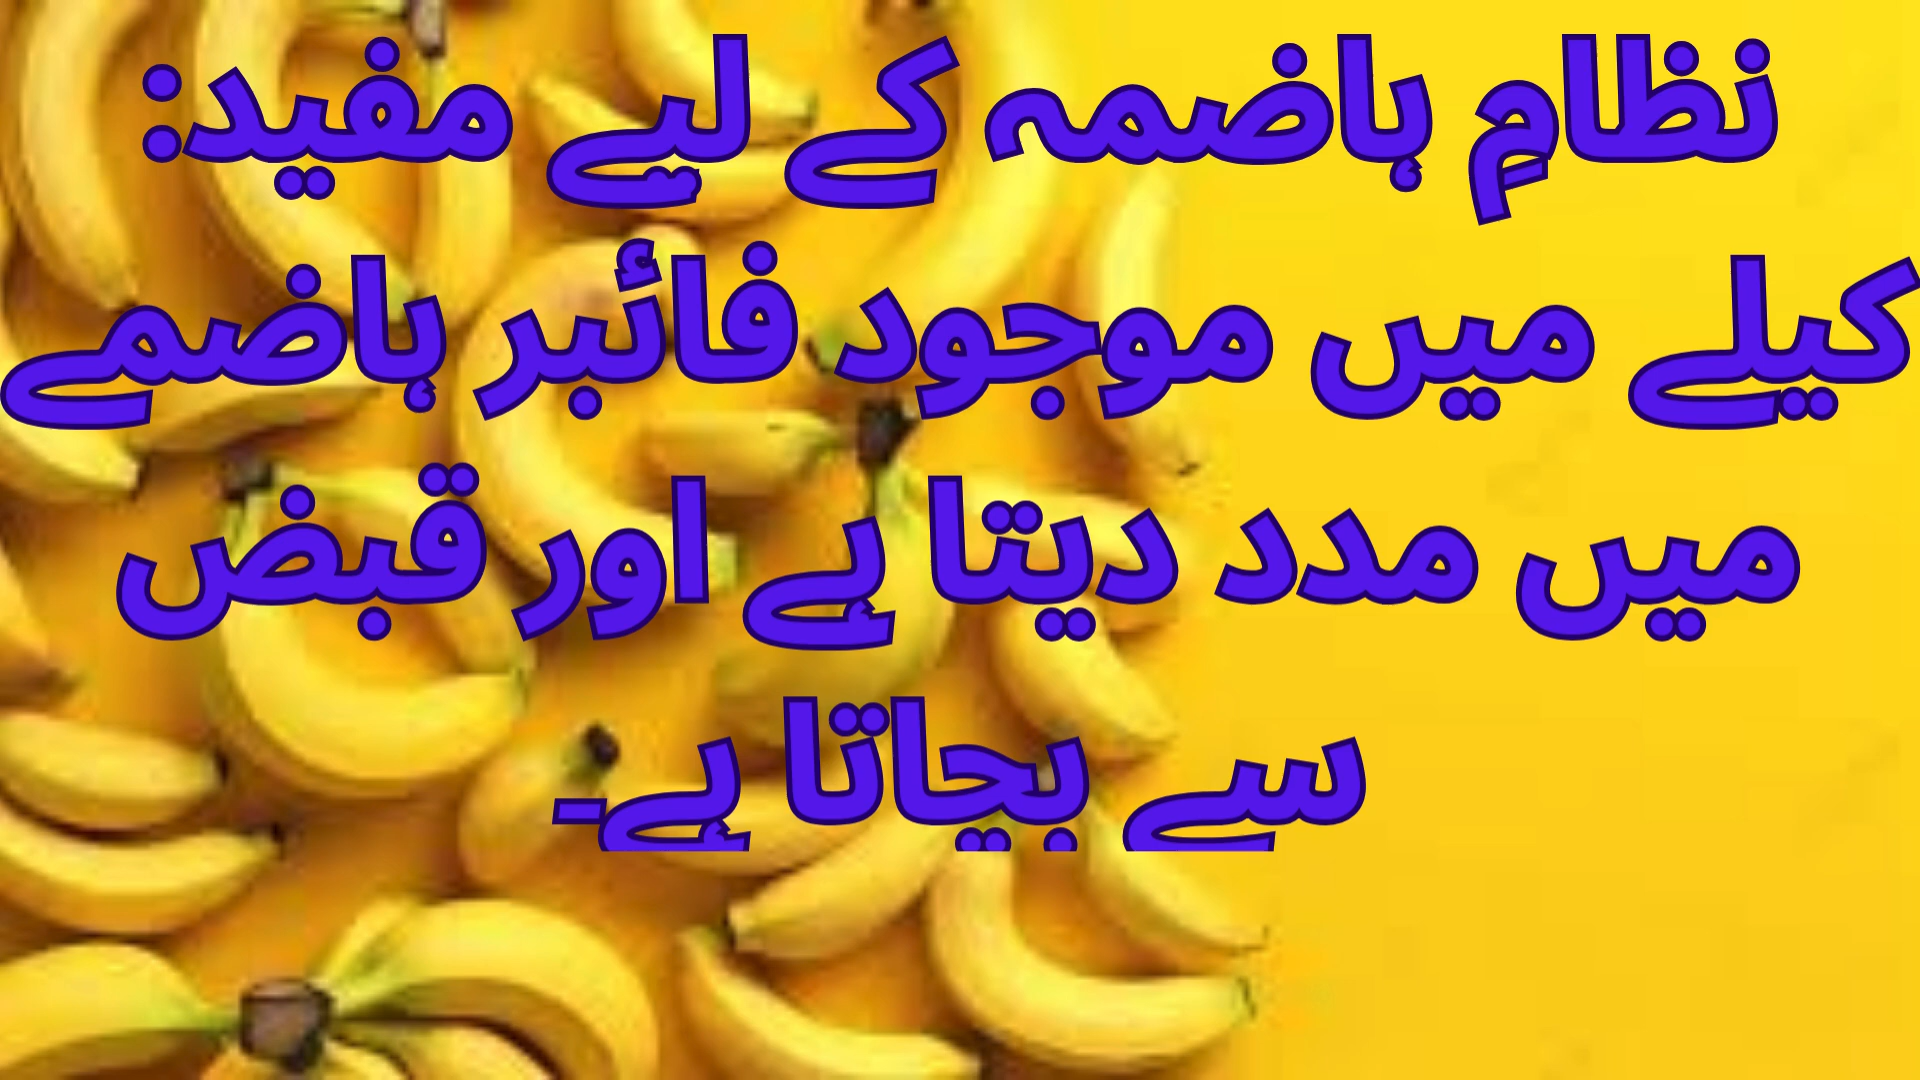 نظامِ ہاضمہ کے لیے مفید:
کیلے میں موجود فائبر ہاضمے
میں مدد دیتا ہے اور قبض
سے بچاتا ہے۔